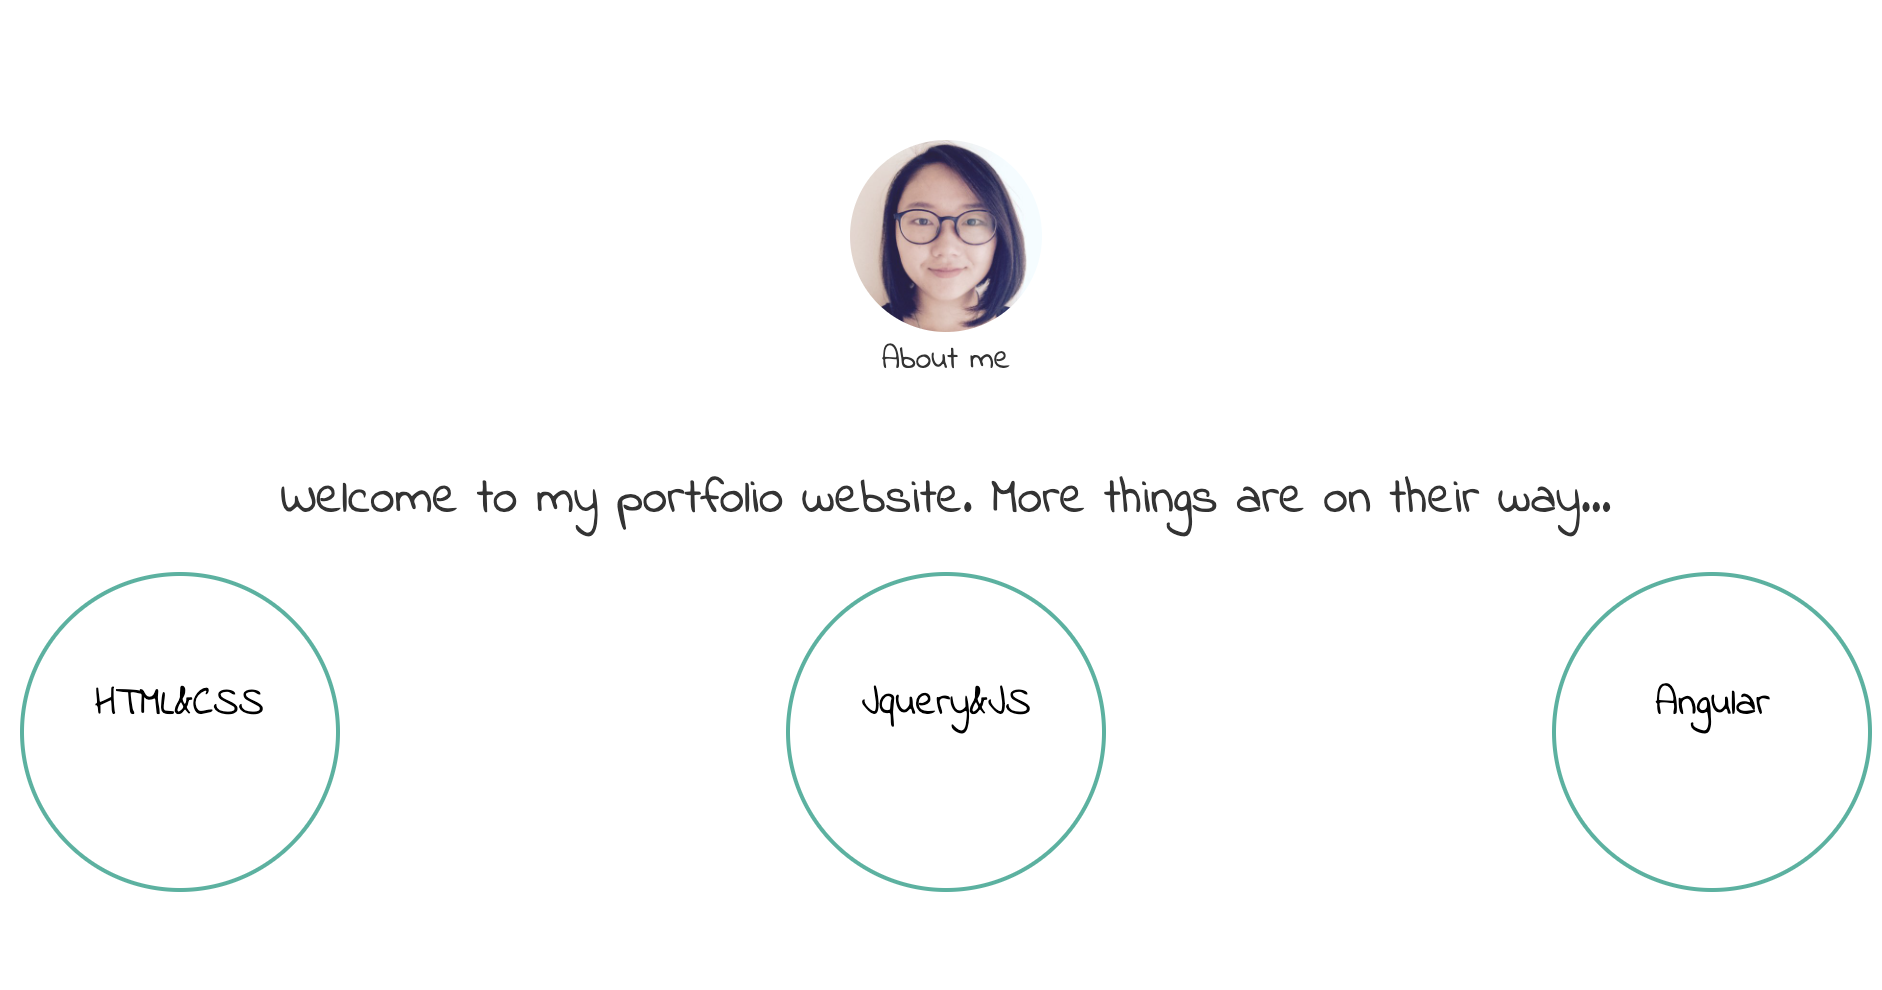 About me
Welcome to my portfolio website. More things are on their way...
HTML&CSS
Jquery&JS
Angular